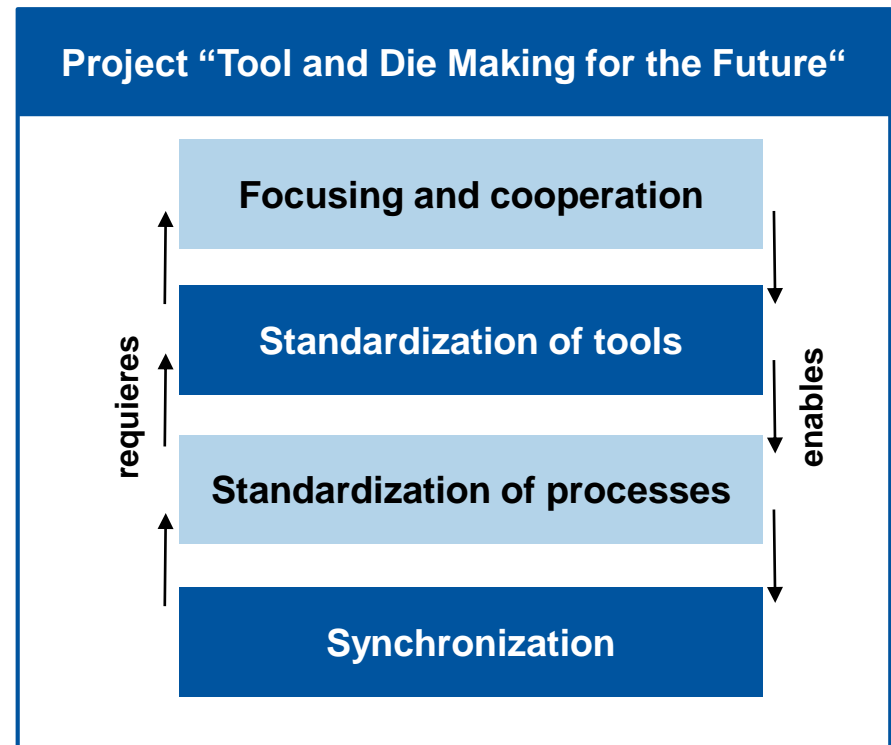 Project “Tool and Die Making for the Future“
Focusing and cooperation
Standardization of tools
requieres
enables
Standardization of processes
Synchronization